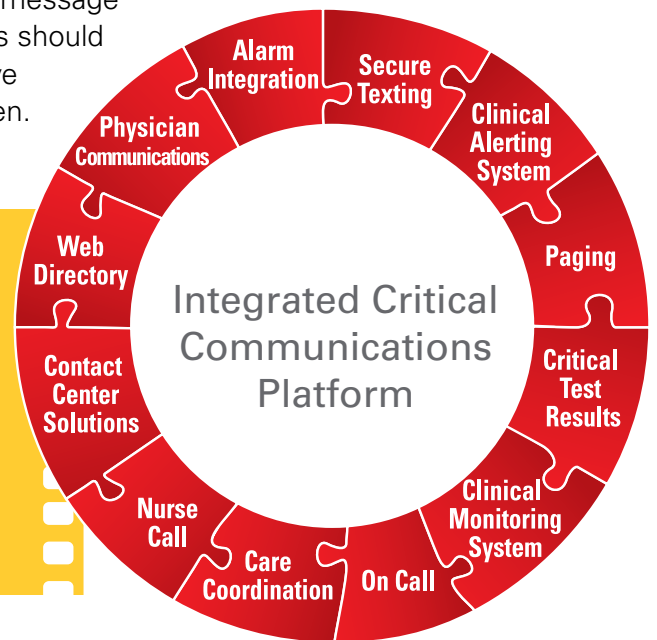 message
s should
en.
Alarm
Integration
Secure
Texting
Clinical
Alerting
System
Paging
Critical
Test
Results
Clinical
Monitoring
System
On Call
Care
Coordination
Nurse
Call
Contact
Center
Solutions
Web
Directory
Physician
Communications
Integrated Critical
Communications
Platform